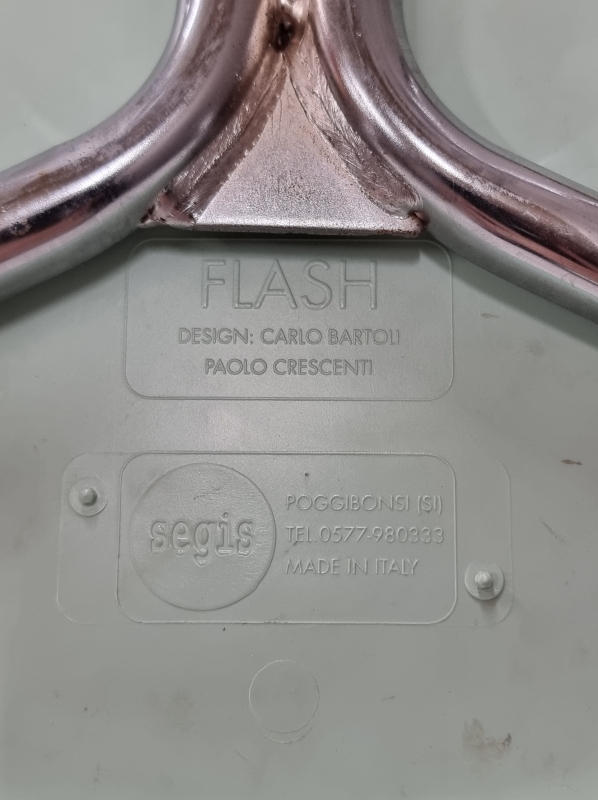 FLASH
DESIGN: CARLO BARTOLI
PAOLO CRESCENTI
segis
POGGIBONSI (SI)
TEL. 0577-980333
MADE IN ITALY